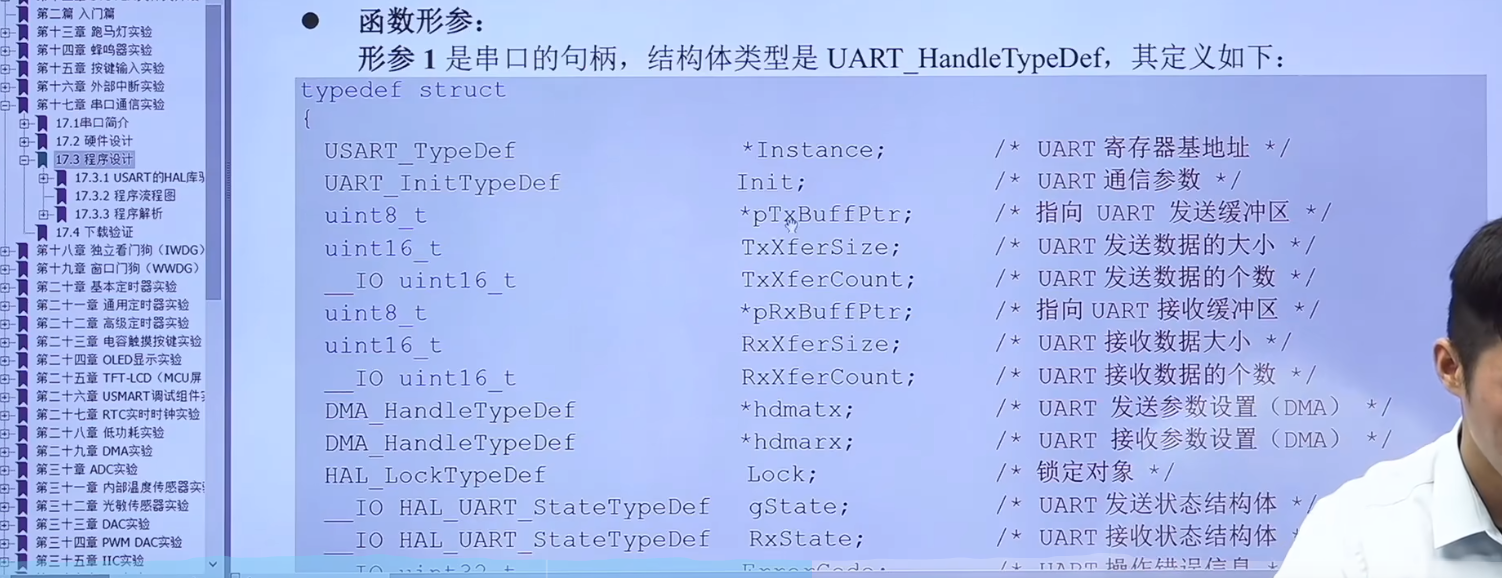 第二篇 入门篇
第十三章 跑马灯实验
第十四章 蜂鸣器实验
第十五章 按键输入实验
第十六章 外部中断实验
第十七章 串口通信实验
17.1串口简介
17.2 硬件设计
17.3 程序设计
17.3.1 USART的HAL库
17.3.2 程序流程图
17.3.3 程序解析
17.4 下载验证
第十八章 独立看门狗（IWDG）
第十九章 窗口门狗（WWDG）
第二十章 基本定时器实验
第二十一章 通用定时器实验
第二十二章 高级定时器实验
第二十三章 电容触摸按键实验
第二十四章 OLED显示实验
第二十五章 TFT-LCD（MCU屏
第二十六章 USMART调试组件
第二十七章 RTC实时时钟实验
第二十八章 低功耗实验
第二十九章 DMA实验
第三十章 ADC实验
第三十一章 内部温度传感器实
第三十二章 光敏传感器实验
第三十三章 DAC实验
第三十四章 PWM DAC实验
第三十五章 IIC实验
● 函数形参：
形参 1 是串口的句柄，结构体类型是 UART_HandleTypeDef，其定义如下：
typedef struct
{
USART_TypeDef *Instance; /* UART 寄存器基地址 */
UART_InitTypeDef Init; /* UART 通信参数 */
uint8_t *pTxBuffPtr; /* 指向 UART 发送缓冲区 */
uint16_t TxXferSize; /* UART 发送数据的大小 */
__IO uint16_t TxXferCount; /* UART 发送数据的个数 */
uint8_t *pRxBuffPtr; /* 指向 UART 接收缓冲区 */
uint16_t RxXferSize; /* UART 接收数据大小 */
__IO uint16_t RxXferCount; /* UART 接收数据的个数 */
DMA_HandleTypeDef *hdmatx; /* UART 发送参数设置（DMA） */
DMA_HandleTypeDef *hdmarx; /* UART 接收参数设置（DMA） */
HAL_LockTypeDef Lock; /* 锁定对象 */
__IO HAL_UART_StateTypeDef gState; /* UART 发送状态结构体 */
__IO HAL_UART_StateTypeDef RxState; /* UART 接收状态结构体 *
__IO uint32_t ErrorCode; /* UART 操作错误信息 *